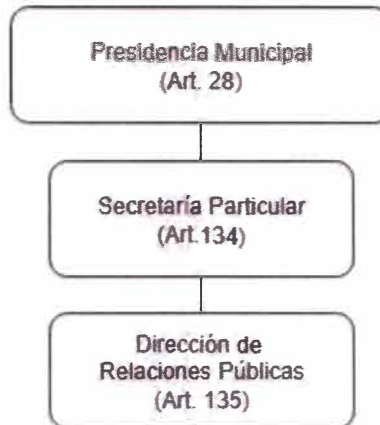 Presidencia Municipal
(Art. 28)
Secretaría Particular
(Art.134)
Dirección de
Relaciones Públicas
(Art. 135)